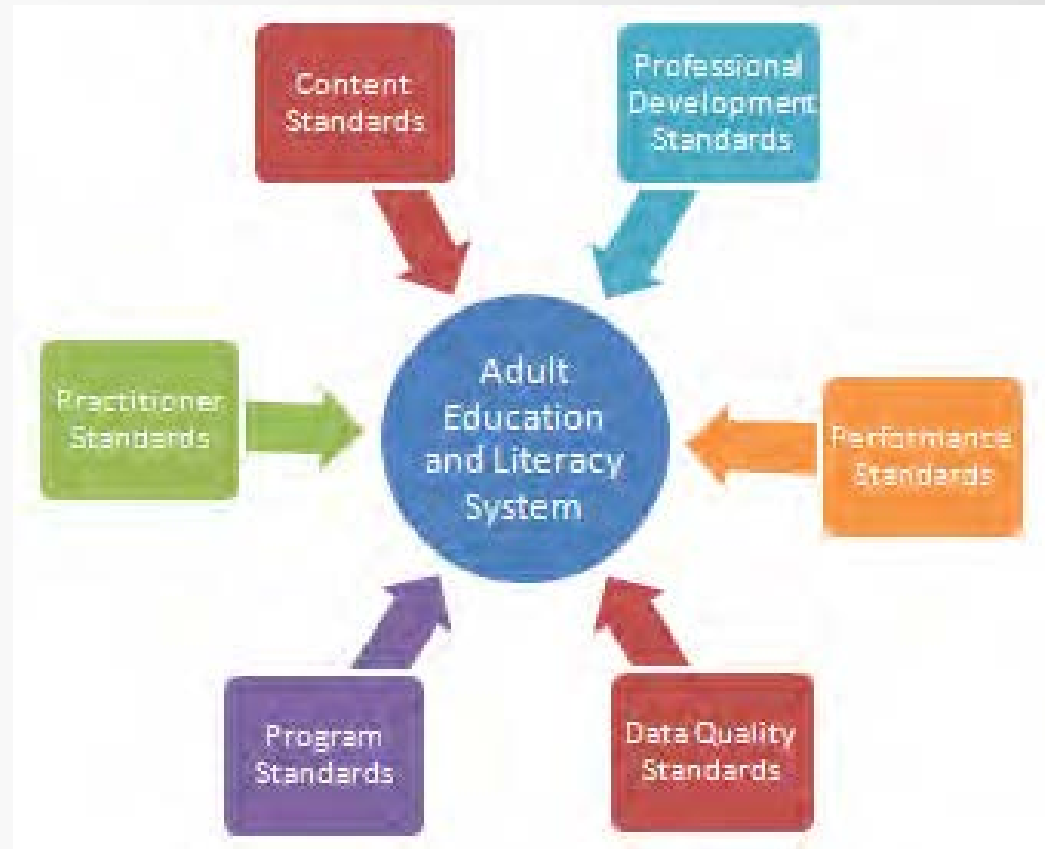 Content
Standards
Professional
Development
Standards
Practitioner
Standards
Adult
Education
and Literacy
System
Performance
Standards
Program
Standards
Data Quality
Standards